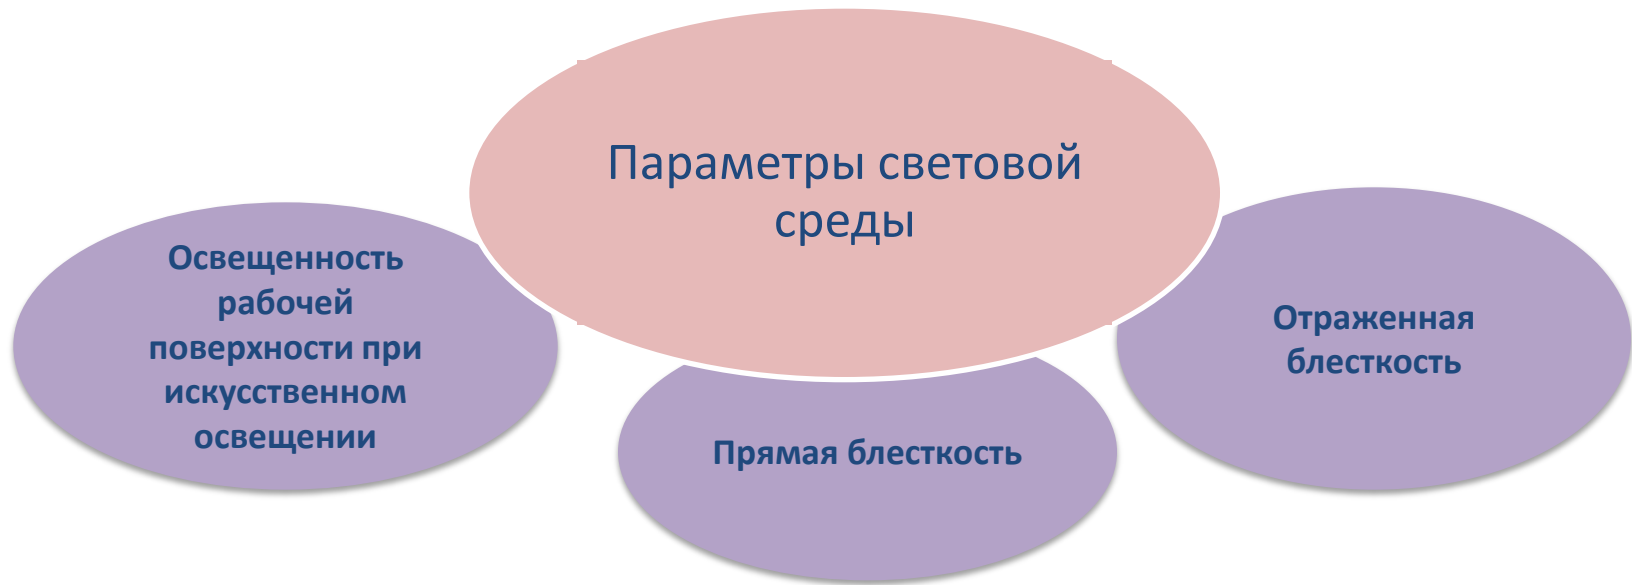 Параметры световой
среды
Освещенность
рабочей
поверхности при
искусственном
освещении
Прямая блесткость
Отраженная
блесткость